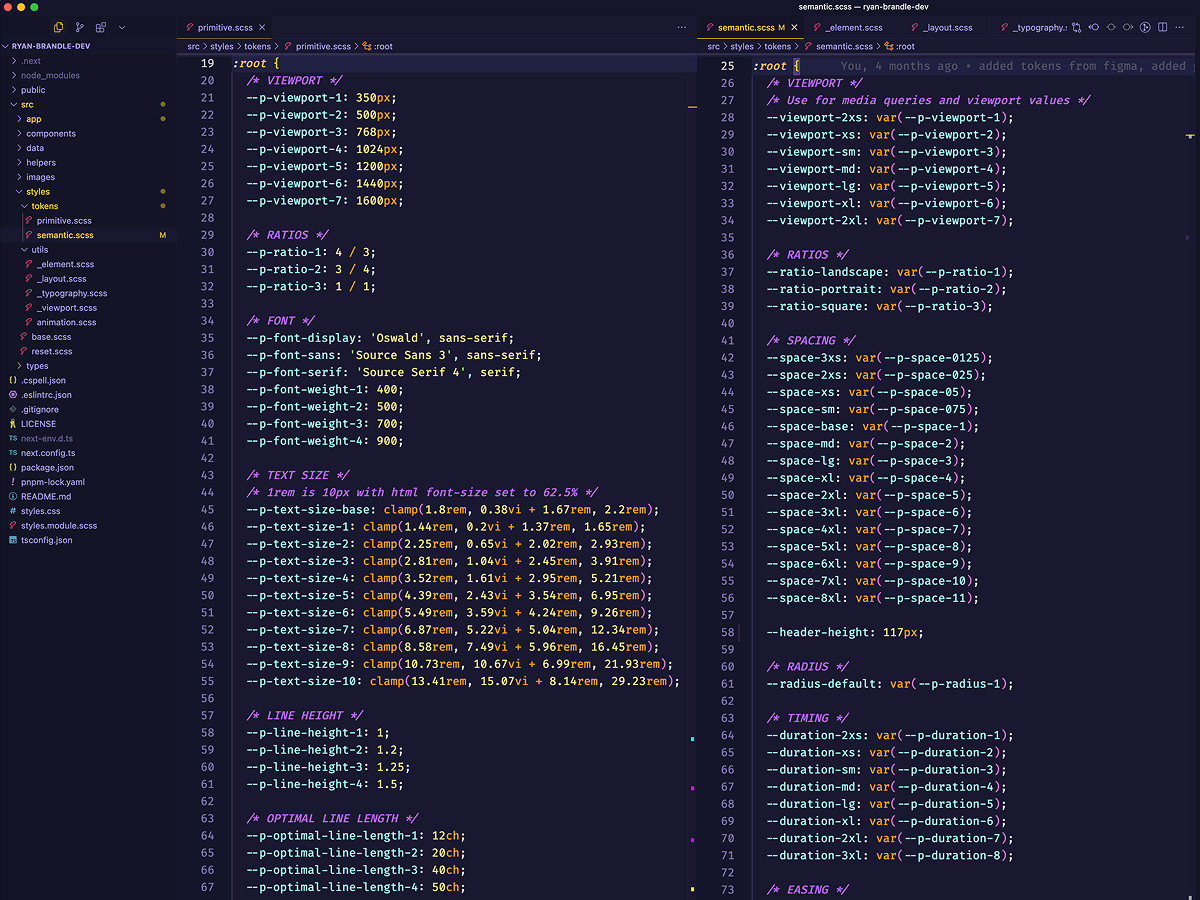 semantic.scss — ryan-brandle-dev
RYAN-BRANDLE-DEV
.next
node_modules
public
src
app
components
data
helpers
images
styles
tokens
primitive.scss
semantic.scss M
utils
_element.scss
_layout.scss
_typography.scss
_viewport.scss
animation.scss
base.scss
reset.scss
types
{} .cspell.json
.eslintrc.json
.gitignore
LICENSE
TS next-env.d.ts
TS next.config.ts
{} package.json
! pnpm-lock.yaml
README.md
# styles.css
styles.module.scss
tsconfig.json
primitive.scss
src > styles > tokens > primitive.scss > :root
19 :root {
20 /* VIEWPORT */
21 --p-viewport-1: 350px;
22 --p-viewport-2: 500px;
23 --p-viewport-3: 768px;
24 --p-viewport-4: 1024px;
25 --p-viewport-5: 1200px;
26 --p-viewport-6: 1440px;
27 --p-viewport-7: 1600px;
28
29 /* RATIOS */
30 --p-ratio-1: 4 / 3;
31 --p-ratio-2: 3 / 4;
32 --p-ratio-3: 1 / 1;
33
34 /* FONT */
35 --p-font-display: 'Oswald', sans-serif;
36 --p-font-sans: 'Source Sans 3', sans-serif;
37 --p-font-serif: 'Source Serif 4', serif;
38 --p-font-weight-1: 400;
39 --p-font-weight-2: 500;
40 --p-font-weight-3: 700;
41 --p-font-weight-4: 900;
42
43 /* TEXT SIZE */
44 /* 1rem is 10px with html font-size set to 62.5% */
45 --p-text-size-base: clamp(1.8rem, 0.38vi + 1.67rem, 2.2rem);
46 --p-text-size-1: clamp(1.44rem, 0.2vi + 1.37rem, 1.65rem);
47 --p-text-size-2: clamp(2.25rem, 0.65vi + 2.02rem, 2.93rem);
48 --p-text-size-3: clamp(2.81rem, 1.04vi + 2.45rem, 3.91rem);
49 --p-text-size-4: clamp(3.52rem, 1.61vi + 2.95rem, 5.21rem);
50 --p-text-size-5: clamp(4.39rem, 2.43vi + 3.54rem, 6.95rem);
51 --p-text-size-6: clamp(5.49rem, 3.59vi + 4.24rem, 9.26rem);
52 --p-text-size-7: clamp(6.87rem, 5.22vi + 5.04rem, 12.34rem);
53 --p-text-size-8: clamp(8.58rem, 7.49vi + 5.96rem, 16.45rem);
54 --p-text-size-9: clamp(10.73rem, 10.67vi + 6.99rem, 21.93rem);
55 --p-text-size-10: clamp(13.41rem, 15.07vi + 8.14rem, 29.23rem);
56
57 /* LINE HEIGHT */
58 --p-line-height-1: 1;
59 --p-line-height-2: 1.2;
60 --p-line-height-3: 1.25;
61 --p-line-height-4: 1.5;
62
63 /* OPTIMAL LINE LENGTH */
64 --p-optimal-line-length-1: 12ch;
65 --p-optimal-line-length-2: 20ch;
66 --p-optimal-line-length-3: 40ch;
67 --p-optimal-line-length-4: 50ch;
semantic.scss M _element.scss _layout.scss _typography.
src > styles > tokens > semantic.scss > :root
25 :root { You, 4 months ago • added tokens from figma, added
26 /* VIEWPORT */
27 /* Use for media queries and viewport values */
28 --viewport-2xs: var(--p-viewport-1);
29 --viewport-xs: var(--p-viewport-2);
30 --viewport-sm: var(--p-viewport-3);
31 --viewport-md: var(--p-viewport-4);
32 --viewport-lg: var(--p-viewport-5);
33 --viewport-xl: var(--p-viewport-6);
34 --viewport-2xl: var(--p-viewport-7);
35
36 /* RATIOS */
37 --ratio-landscape: var(--p-ratio-1);
38 --ratio-portrait: var(--p-ratio-2);
39 --ratio-square: var(--p-ratio-3);
40
41 /* SPACING */
42 --space-3xs: var(--p-space-0125);
43 --space-2xs: var(--p-space-025);
44 --space-xs: var(--p-space-05);
45 --space-sm: var(--p-space-075);
46 --space-base: var(--p-space-1);
47 --space-md: var(--p-space-2);
48 --space-lg: var(--p-space-3);
49 --space-xl: var(--p-space-4);
50 --space-2xl: var(--p-space-5);
51 --space-3xl: var(--p-space-6);
52 --space-4xl: var(--p-space-7);
53 --space-5xl: var(--p-space-8);
54 --space-6xl: var(--p-space-9);
55 --space-7xl: var(--p-space-10);
56 --space-8xl: var(--p-space-11);
57
58 --header-height: 117px;
59
60 /* RADIUS */
61 --radius-default: var(--p-radius-1);
62
63 /* TIMING */
64 --duration-2xs: var(--p-duration-1);
65 --duration-xs: var(--p-duration-2);
66 --duration-sm: var(--p-duration-3);
67 --duration-md: var(--p-duration-4);
68 --duration-lg: var(--p-duration-5);
69 --duration-xl: var(--p-duration-6);
70 --duration-2xl: var(--p-duration-7);
71 --duration-3xl: var(--p-duration-8);
72
73 /* EASING */